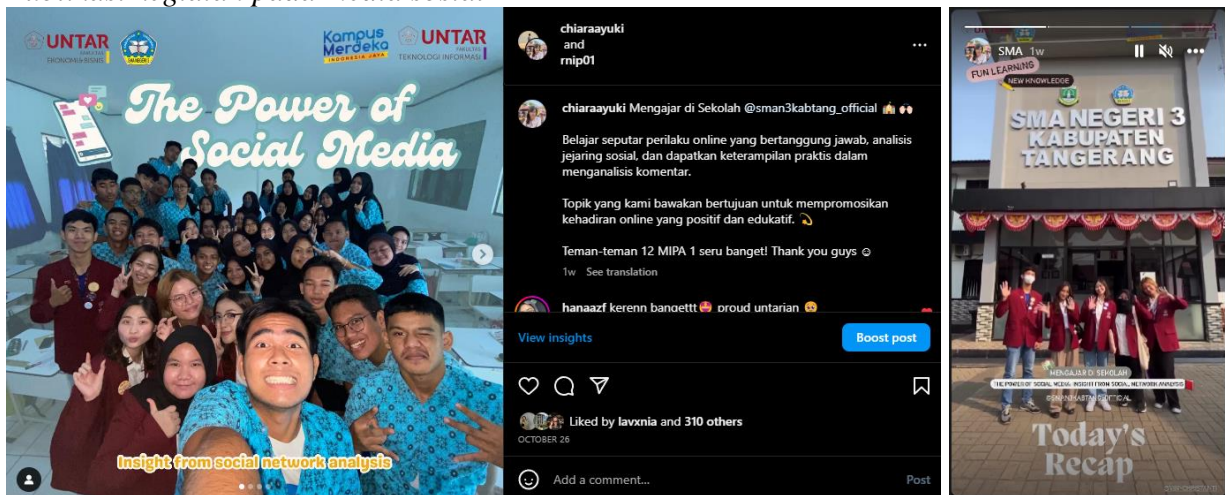 UNTAR
FAKULTAS
EKONOMI & BISNIS
Kampus
Merdeka
INDONESIA JAYA
UNTAR
FAKULTAS
TEKNOLOGI INFORMASI
The Power of
Social Media
Insight from social network analysis
chiaraayuki
and
rnip01
chiaraayuki Mengajar di Sekolah @sman3kabtang_official
Belajar seputar perilaku online yang bertanggung jawab, analisis
jejaring sosial, dan dapatkan keterampilan praktis dalam
menganalisis komentar.
Topik yang kami bawakan bertujuan untuk mempromosikan
kehadiran online yang positif dan edukatif.
Teman-teman 12 MIPA 1 seru banget! Thank you guys
1w See translation
hanaazf kerenn bangettt proud untarian
View insights
Boost post
Liked by lavxnia and 310 others
OCTOBER 26
Add a comment...
Post
SMA 1w
FUN LEARNING
NEW KNOWLEDGE
SMA NEGERI 3
KABUPATEN
TANGERANG
MENGAJAR DI SEKOLAH
THE POWER OF SOCIAL MEDIA: INSIGHT FROM SOCIAL NETWORK ANALYSIS
@SMAN3KABTANG_OFFICIAL
Today's
Recap